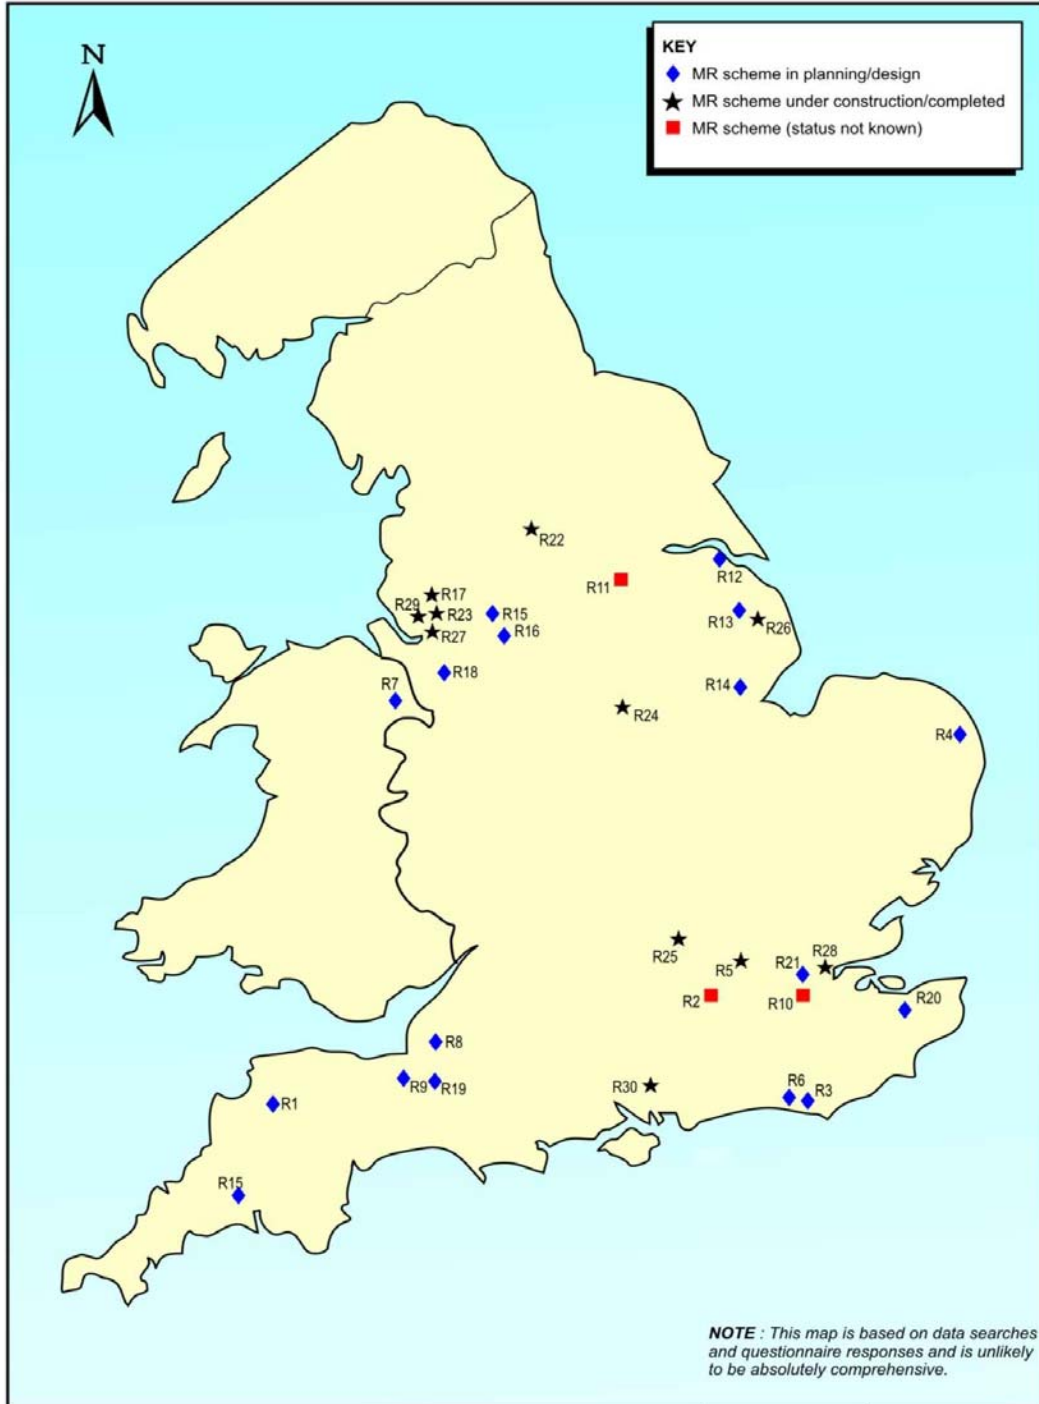 N
KEY
MR scheme in planning/design
MR scheme under construction/completed
MR scheme (status not known)
R22
R11
R12
R17
R29
R23
R15
R13
R26
R27
R16
R18
R7
R14
R24
R4
R25
R5
R21
R28
R2
R10
R20
R8
R9
R19
R30
R6
R3
R1
R15
NOTE : This map is based on data searches
and questionnaire responses and is unlikely
to be absolutely comprehensive.